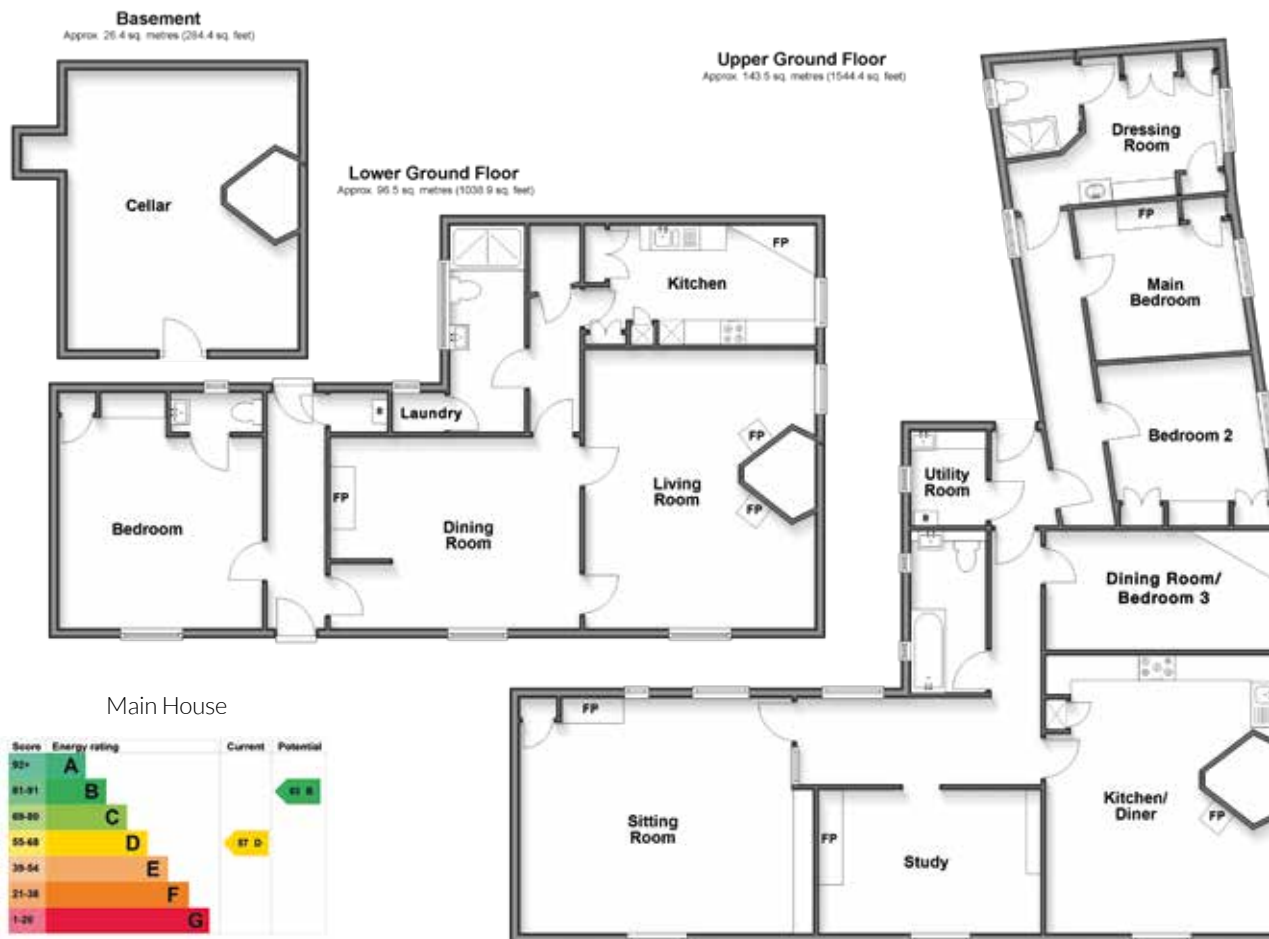 Basement
Approx. 26.4 sq. metres (284.4 sq. feet)
Cellar
Upper Ground Floor
Approx. 143.5 sq. metres (1544.4 sq. feet)
Dressing
Room
FP
Main
Bedroom
Bedroom 2
Utility
Room
B
Dining Room/
Bedroom 3
Kitchen/
Diner
FP
FP
Sitting
Room
FP
Study
Lower Ground Floor
Approx. 96.5 sq. metres (1038.9 sq. feet)
FP
Kitchen
Laundry
B
FP
Living
Room
FP
FP
Dining
Room
Bedroom
Main House
Score Energy rating Current Potential
92+ A
81-91 B
69-80 C
55-68 D 57 D
39-54 E
21-38 F
1-20 G